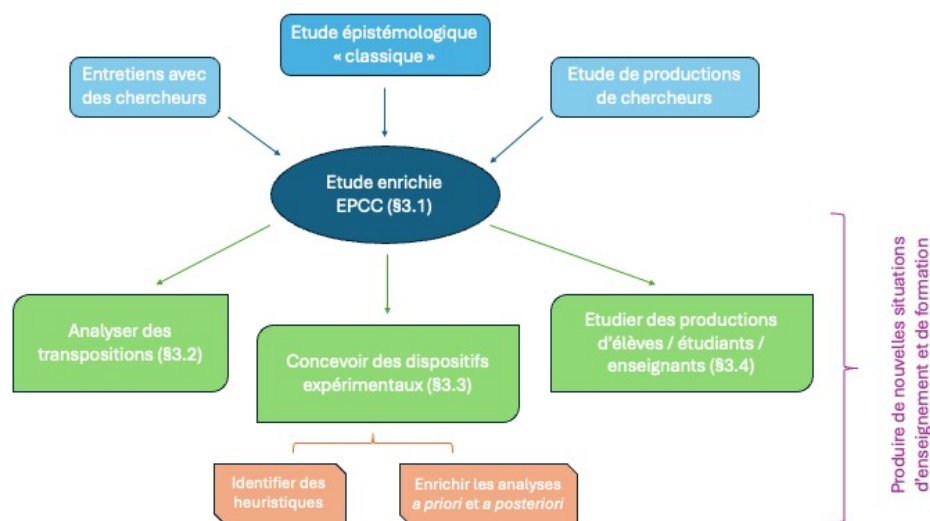 Etude épistémologique
« classique »
Entretiens avec
des chercheurs
Etude de productions
de chercheurs
Etude enrichie
EPCC (§3.1)
Analyser des
transpositions (§3.2)
Concevoir des dispositifs
expérimentaux (§3.3)
Etudier des productions
d'élèves / étudiants /
enseignants (§3.4)
Identifier des
heuristiques
Enrichir les analyses
a priori et a posteriori
Produire de nouvelles situations
d'enseignement et de formation